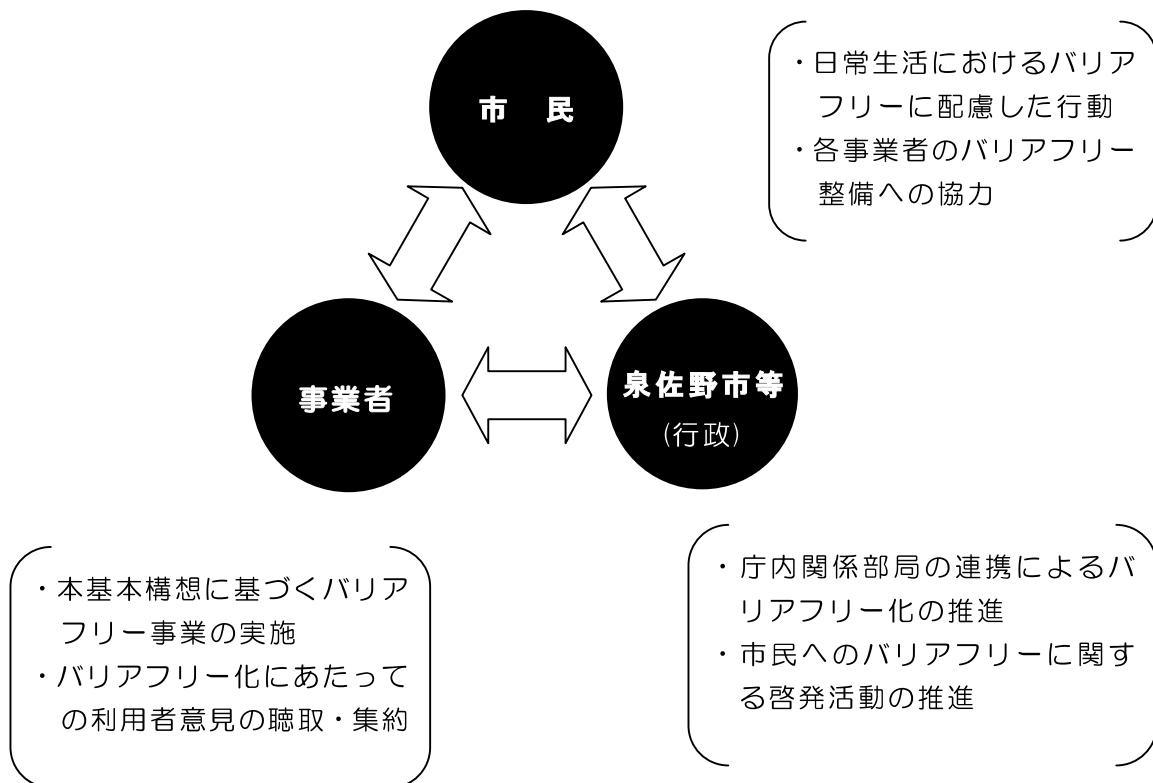 市　民
・日常生活におけるバリア
フリーに配慮した行動
・各事業者のバリアフリー
整備への協力
事業者
泉佐野市等
(行政)
・本基本構想に基づくバリア
フリー事業の実施
・バリアフリー化にあたって
の利用者意見の聴取・集約
・庁内関係部局の連携によるバ
リアフリー化の推進
・市民へのバリアフリーに関す
る啓発活動の推進